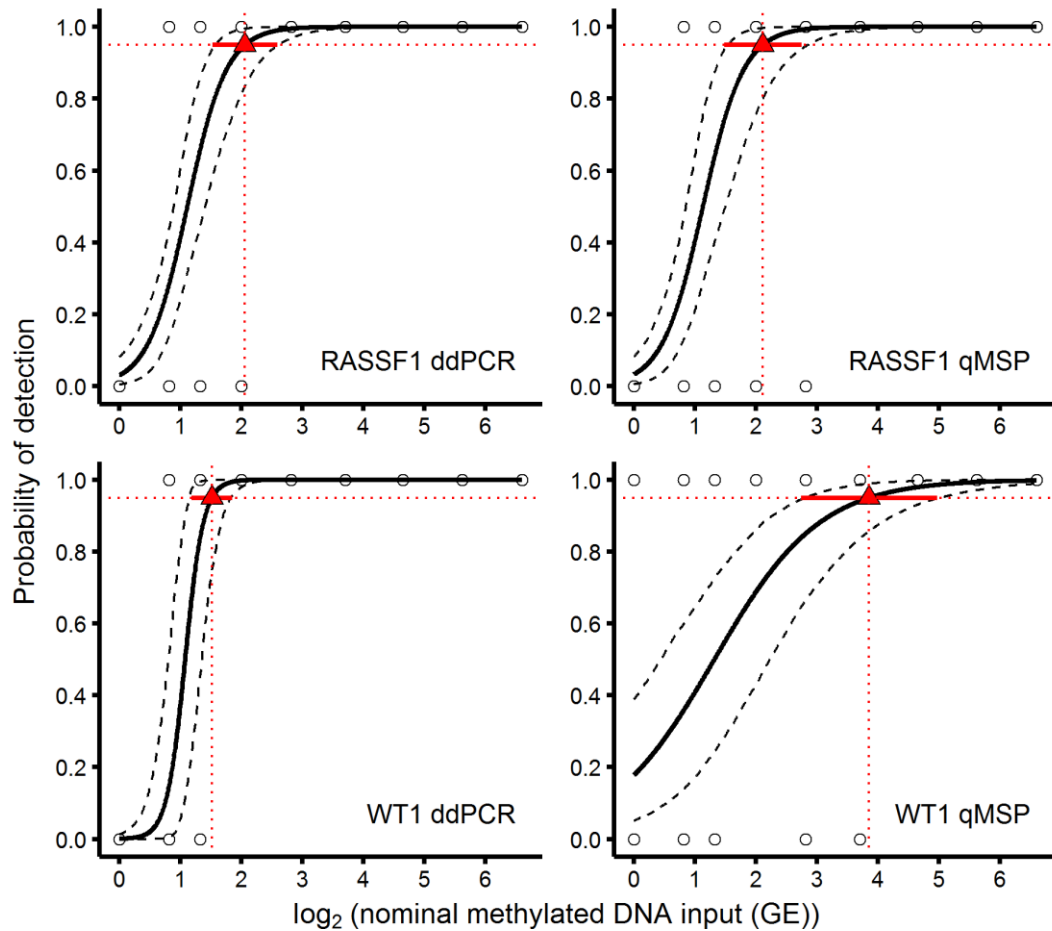 1.0
0.8
0.6
0.4
0.2
0.0
RASSF1 ddPCR
0 1 2 3 4 5 6
1.0
0.8
0.6
0.4
0.2
0.0
RASSF1 qMSP
0 1 2 3 4 5 6
Probability of detection
1.0
0.8
0.6
0.4
0.2
0.0
WT1 ddPCR
0 1 2 3 4 5 6
1.0
0.8
0.6
0.4
0.2
0.0
WT1 qMSP
0 1 2 3 4 5 6
log₂ (nominal methylated DNA input (GE))